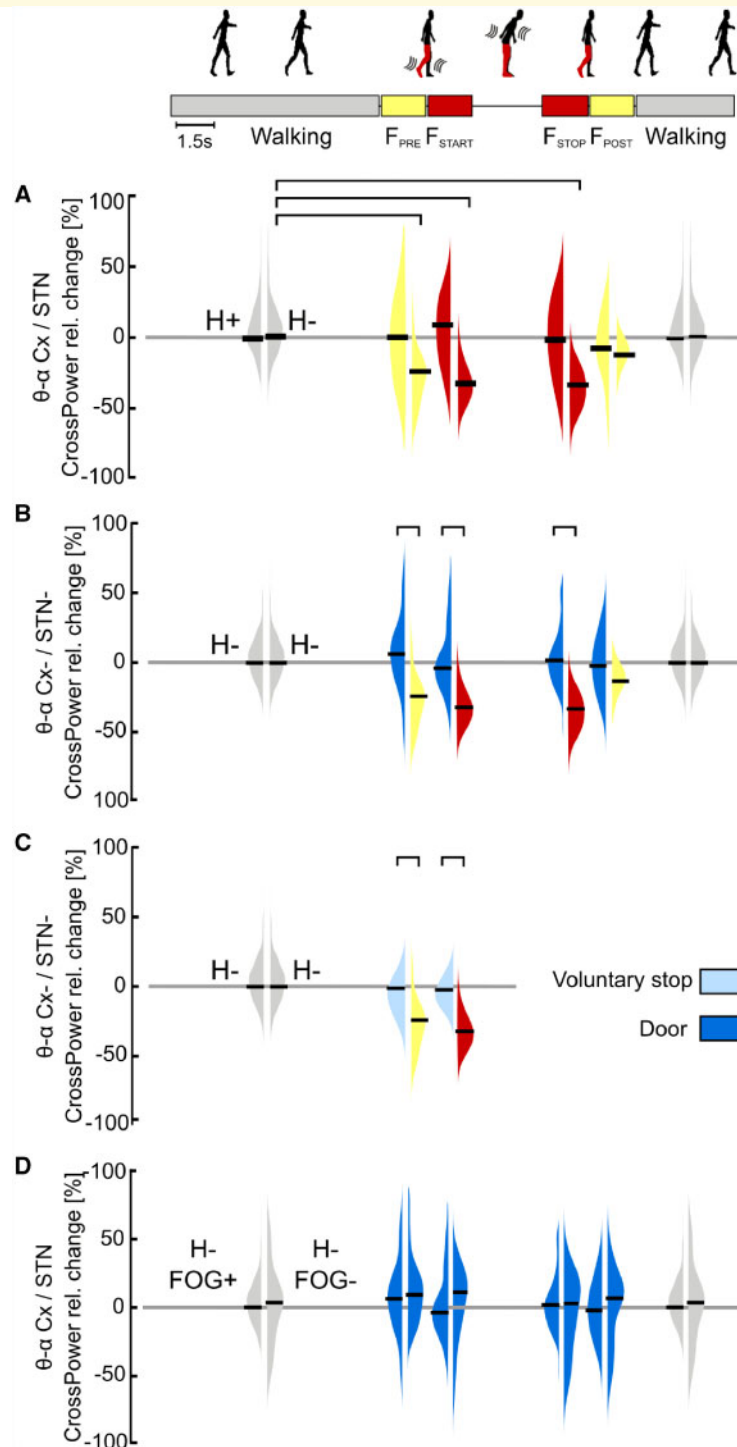 1.5s Walking F_PRE F_START F_STOP F_POST Walking
A
θ-α Cx / STN
CrossPower rel. change [%]
100
50
0
-50
-100
H+ H-
B
θ-α Cx- / STN-
CrossPower rel. change [%]
100
50
0
-50
100
H- H-
C
θ-α Cx- / STN-
CrossPower rel. change [%]
100
50
0
-50
-100
H- H-
Voluntary stop
Door
D
θ-α Cx / STN
CrossPower rel. change [%]
-100
50
0
-50
-100
H- H-
FOG+ FOG-